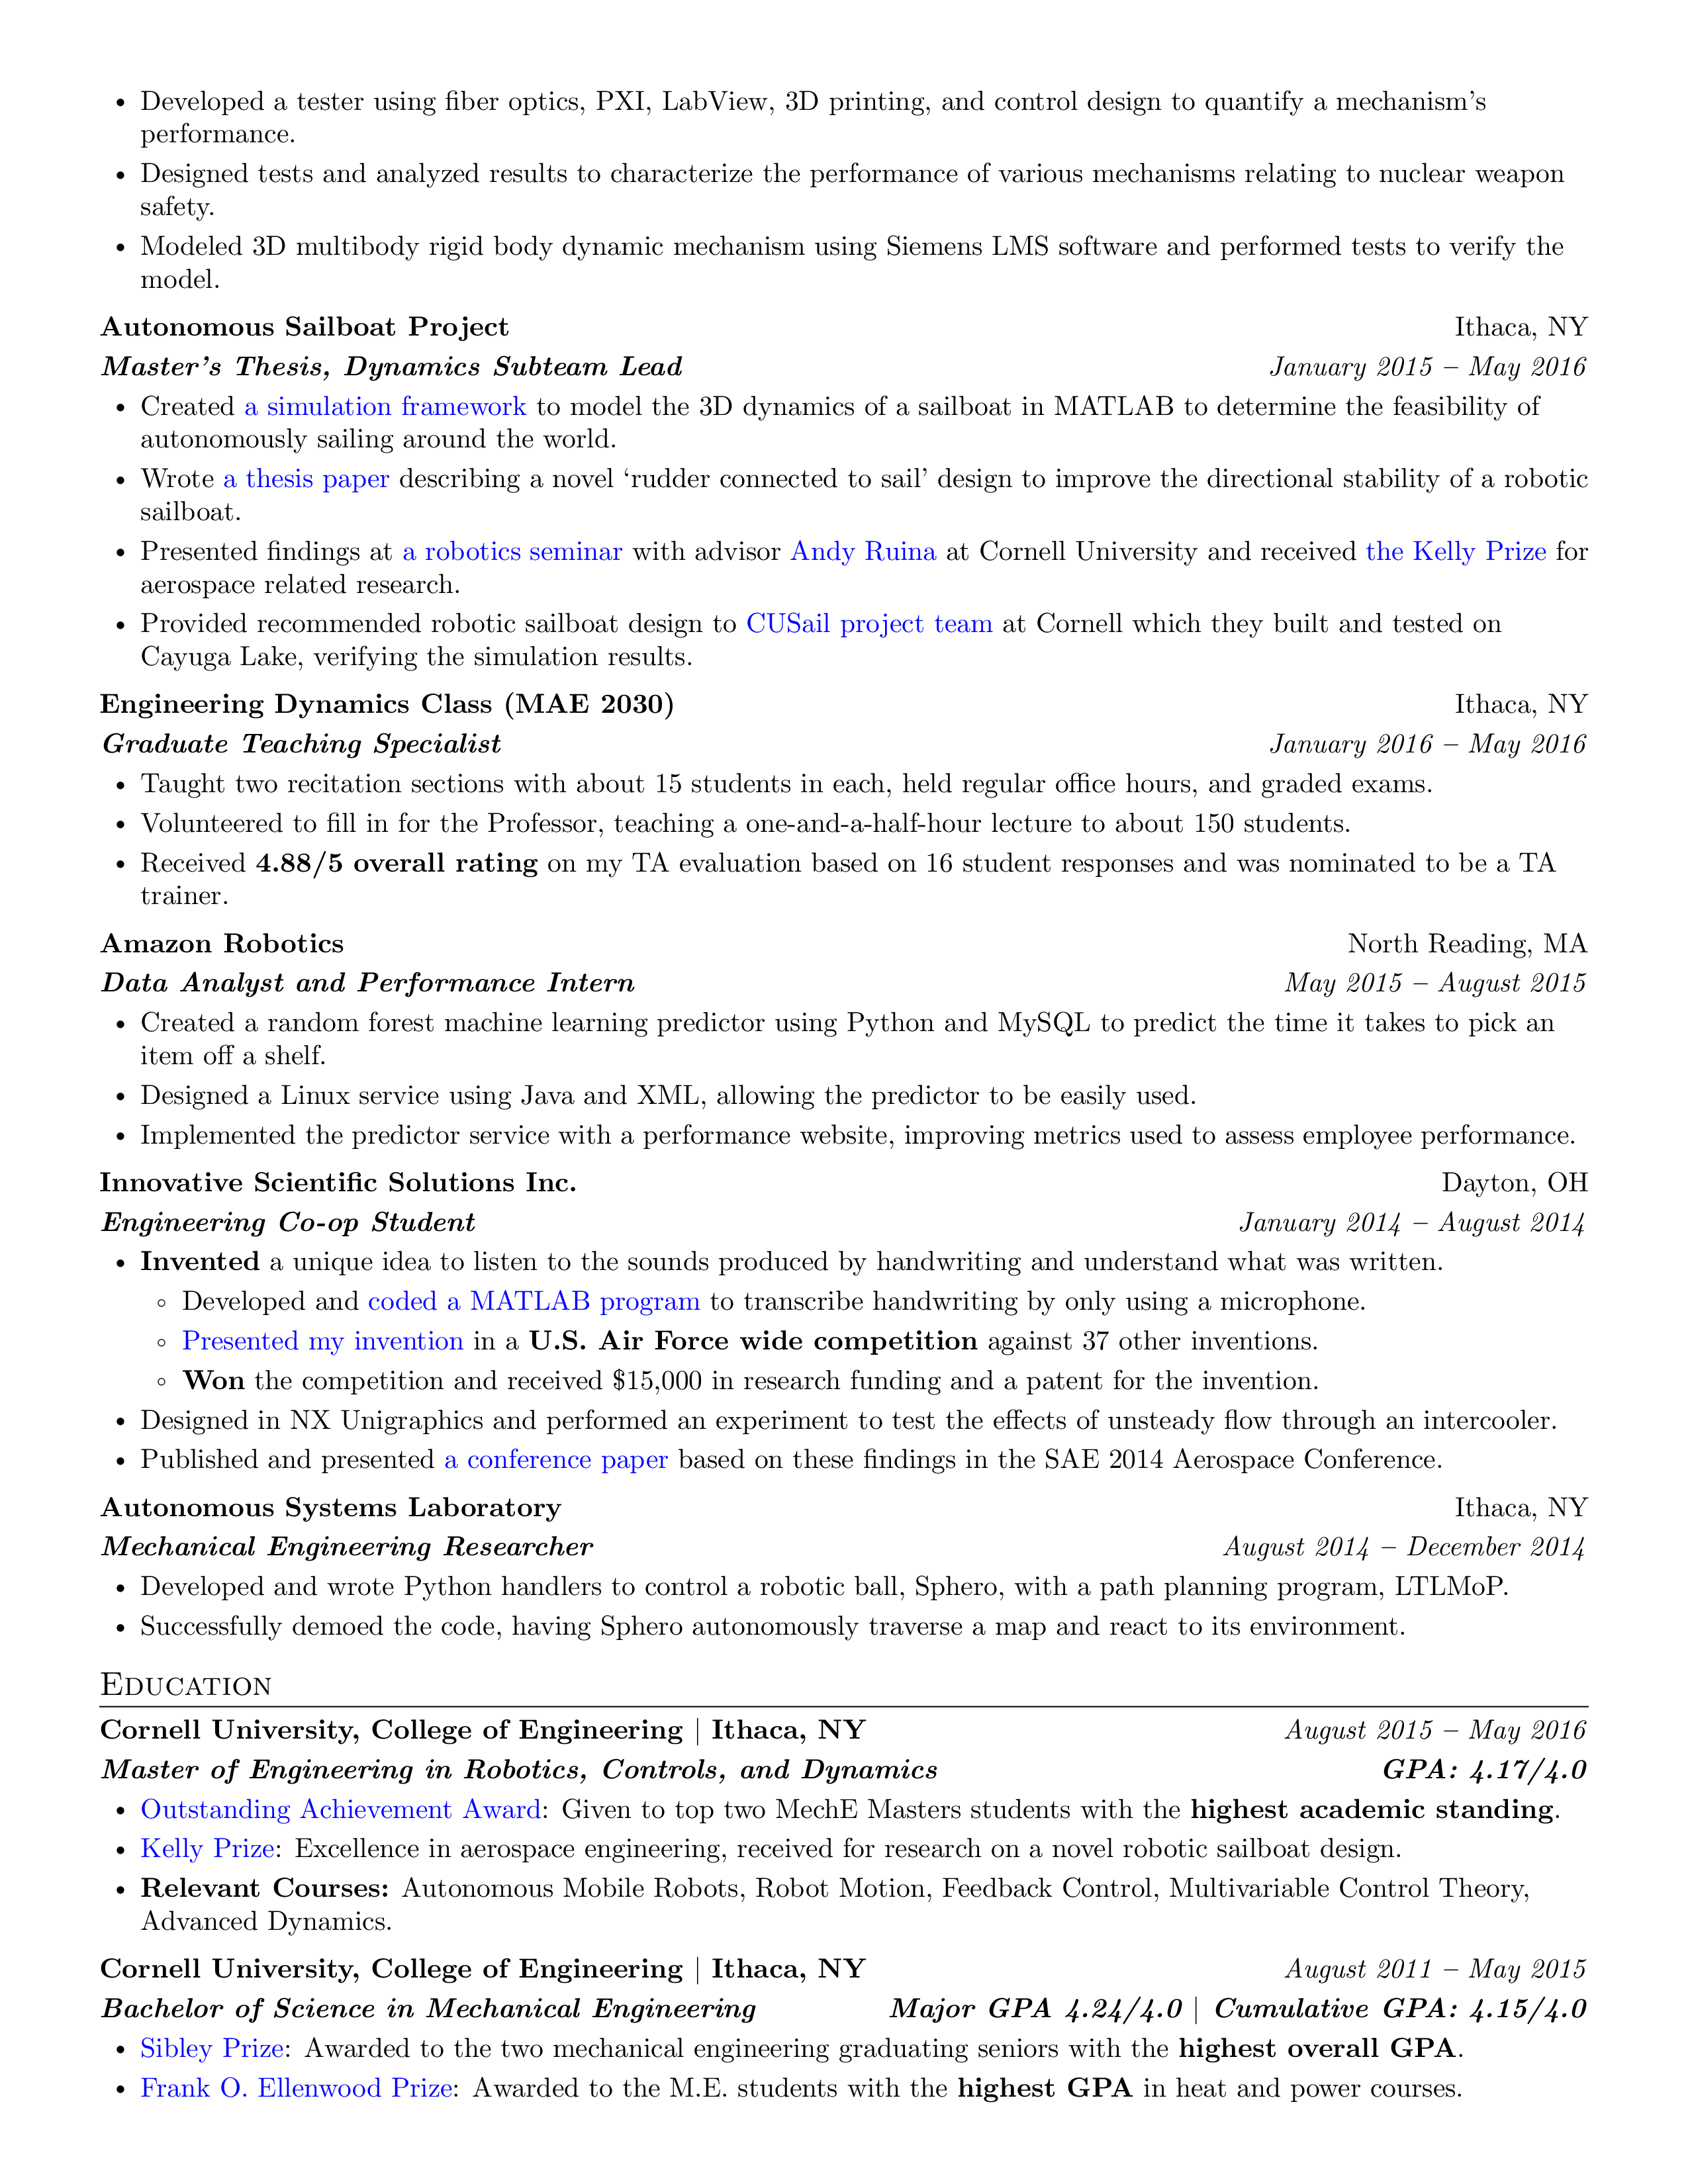 • Developed a tester using fiber optics, PXI, LabView, 3D printing, and control design to quantify a mechanism's
performance.
• Designed tests and analyzed results to characterize the performance of various mechanisms relating to nuclear weapon
safety.
• Modeled 3D multibody rigid body dynamic mechanism using Siemens LMS software and performed tests to verify the
model.
Autonomous Sailboat Project Ithaca, NY
Master's Thesis, Dynamics Subteam Lead January 2015 – May 2016
• Created a simulation framework to model the 3D dynamics of a sailboat in MATLAB to determine the feasibility of
autonomously sailing around the world.
• Wrote a thesis paper describing a novel 'rudder connected to sail' design to improve the directional stability of a robotic
sailboat.
• Presented findings at a robotics seminar with advisor Andy Ruina at Cornell University and received the Kelly Prize for
aerospace related research.
• Provided recommended robotic sailboat design to CUSail project team at Cornell which they built and tested on
Cayuga Lake, verifying the simulation results.
Engineering Dynamics Class (MAE 2030) Ithaca, NY
Graduate Teaching Specialist January 2016 – May 2016
• Taught two recitation sections with about 15 students in each, held regular office hours, and graded exams.
• Volunteered to fill in for the Professor, teaching a one-and-a-half-hour lecture to about 150 students.
• Received 4.88/5 overall rating on my TA evaluation based on 16 student responses and was nominated to be a TA
trainer.
Amazon Robotics North Reading, MA
Data Analyst and Performance Intern May 2015 – August 2015
• Created a random forest machine learning predictor using Python and MySQL to predict the time it takes to pick an
item off a shelf.
• Designed a Linux service using Java and XML, allowing the predictor to be easily used.
• Implemented the predictor service with a performance website, improving metrics used to assess employee performance.
Innovative Scientific Solutions Inc. Dayton, OH
Engineering Co-op Student January 2014 – August 2014
• Invented a unique idea to listen to the sounds produced by handwriting and understand what was written.
◦ Developed and coded a MATLAB program to transcribe handwriting by only using a microphone.
◦ Presented my invention in a U.S. Air Force wide competition against 37 other inventions.
◦ Won the competition and received $15,000 in research funding and a patent for the invention.
• Designed in NX Unigraphics and performed an experiment to test the effects of unsteady flow through an intercooler.
• Published and presented a conference paper based on these findings in the SAE 2014 Aerospace Conference.
Autonomous Systems Laboratory Ithaca, NY
Mechanical Engineering Researcher August 2014 – December 2014
• Developed and wrote Python handlers to control a robotic ball, Sphero, with a path planning program, LTLMoP.
• Successfully demoed the code, having Sphero autonomously traverse a map and react to its environment.
Education
Cornell University, College of Engineering | Ithaca, NY August 2015 – May 2016
Master of Engineering in Robotics, Controls, and Dynamics GPA: 4.17/4.0
• Outstanding Achievement Award: Given to top two MechE Masters students with the highest academic standing.
• Kelly Prize: Excellence in aerospace engineering, received for research on a novel robotic sailboat design.
• Relevant Courses: Autonomous Mobile Robots, Robot Motion, Feedback Control, Multivariable Control Theory,
Advanced Dynamics.
Cornell University, College of Engineering | Ithaca, NY August 2011 – May 2015
Bachelor of Science in Mechanical Engineering Major GPA 4.24/4.0 | Cumulative GPA: 4.15/4.0
• Sibley Prize: Awarded to the two mechanical engineering graduating seniors with the highest overall GPA.
• Frank O. Ellenwood Prize: Awarded to the M.E. students with the highest GPA in heat and power courses.